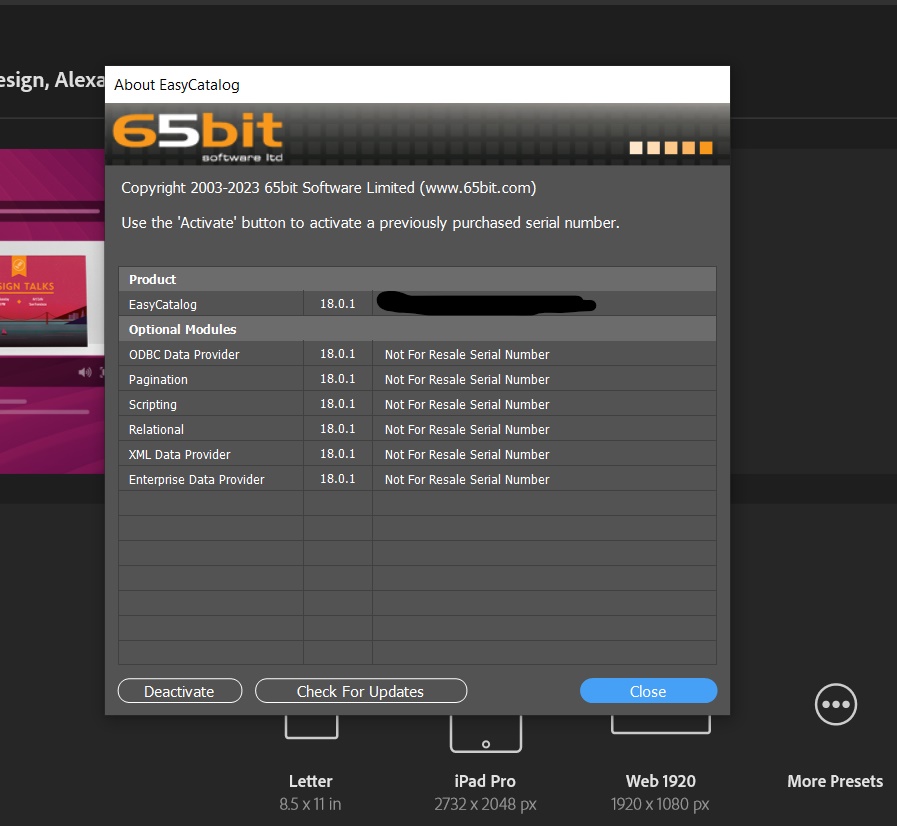 esign, Alexa
About EasyCatalog
65bit
software ltd
Copyright 2003-2023 65bit Software Limited (www.65bit.com)
Use the 'Activate' button to activate a previously purchased serial number.
Product
EasyCatalog 18.0.1
Optional Modules
ODBC Data Provider 18.0.1 Not For Resale Serial Number
Pagination 18.0.1 Not For Resale Serial Number
Scripting 18.0.1 Not For Resale Serial Number
Relational 18.0.1 Not For Resale Serial Number
XML Data Provider 18.0.1 Not For Resale Serial Number
Enterprise Data Provider 18.0.1 Not For Resale Serial Number
SIGN TALKS
Deactivate Check For Updates Close
Letter iPad Pro Web 1920 More Presets
8.5 x 11 in 2732 x 2048 px 1920 x 1080 px